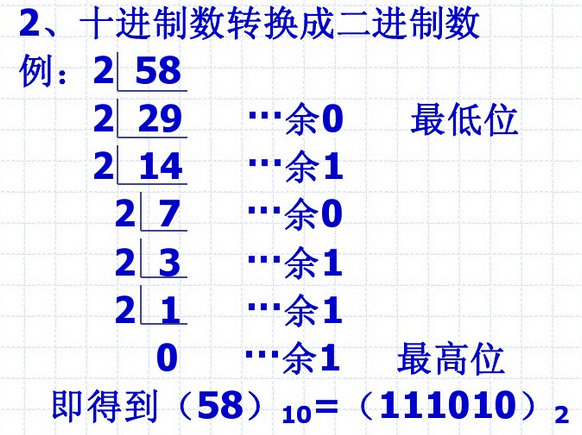 2、十进制数转换成二进制数
例：2 58
2 29 …余0 最低位
2 14 …余1
2 7 …余0
2 3 …余1
2 1 …余1
0 …余1 最高位
即得到（58）10=（111010）2